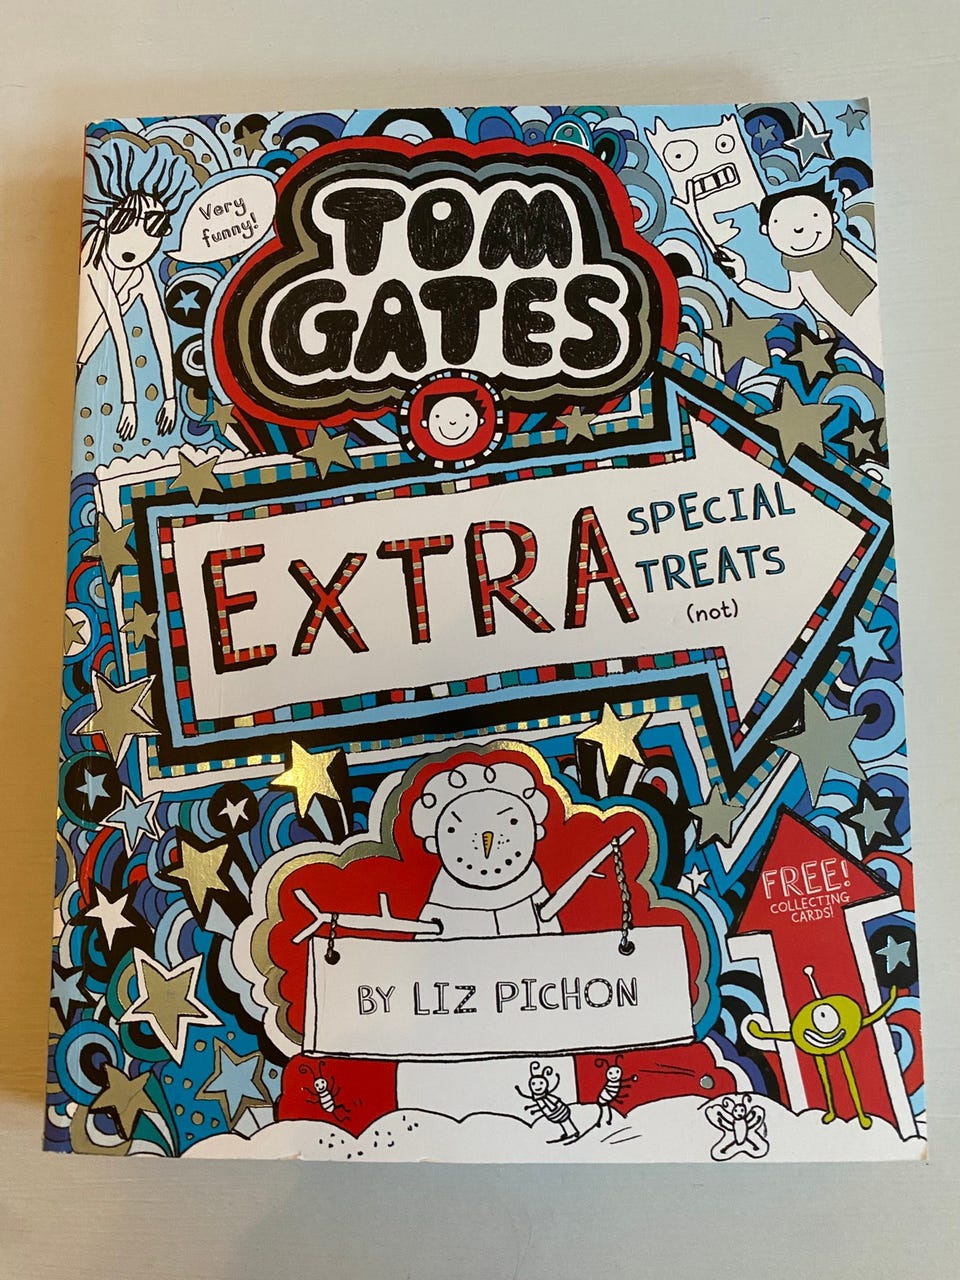 Very
funny!
TOM
GATES
EXTRA
SPECIAL
TREATS
(not)
FREE!
COLLECTING
CARDS!
BY LIZ PICHON